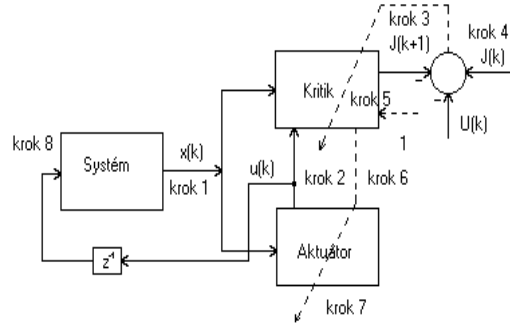 krok 3
krok 4
J(k+1)
J(k)
Kritik
krok 5
-
-
krok 8
Systém
x(k)
krok 1
u(k)
krok 2
1
U(k)
krok 6
z⁻¹
Aktuátor
krok 7